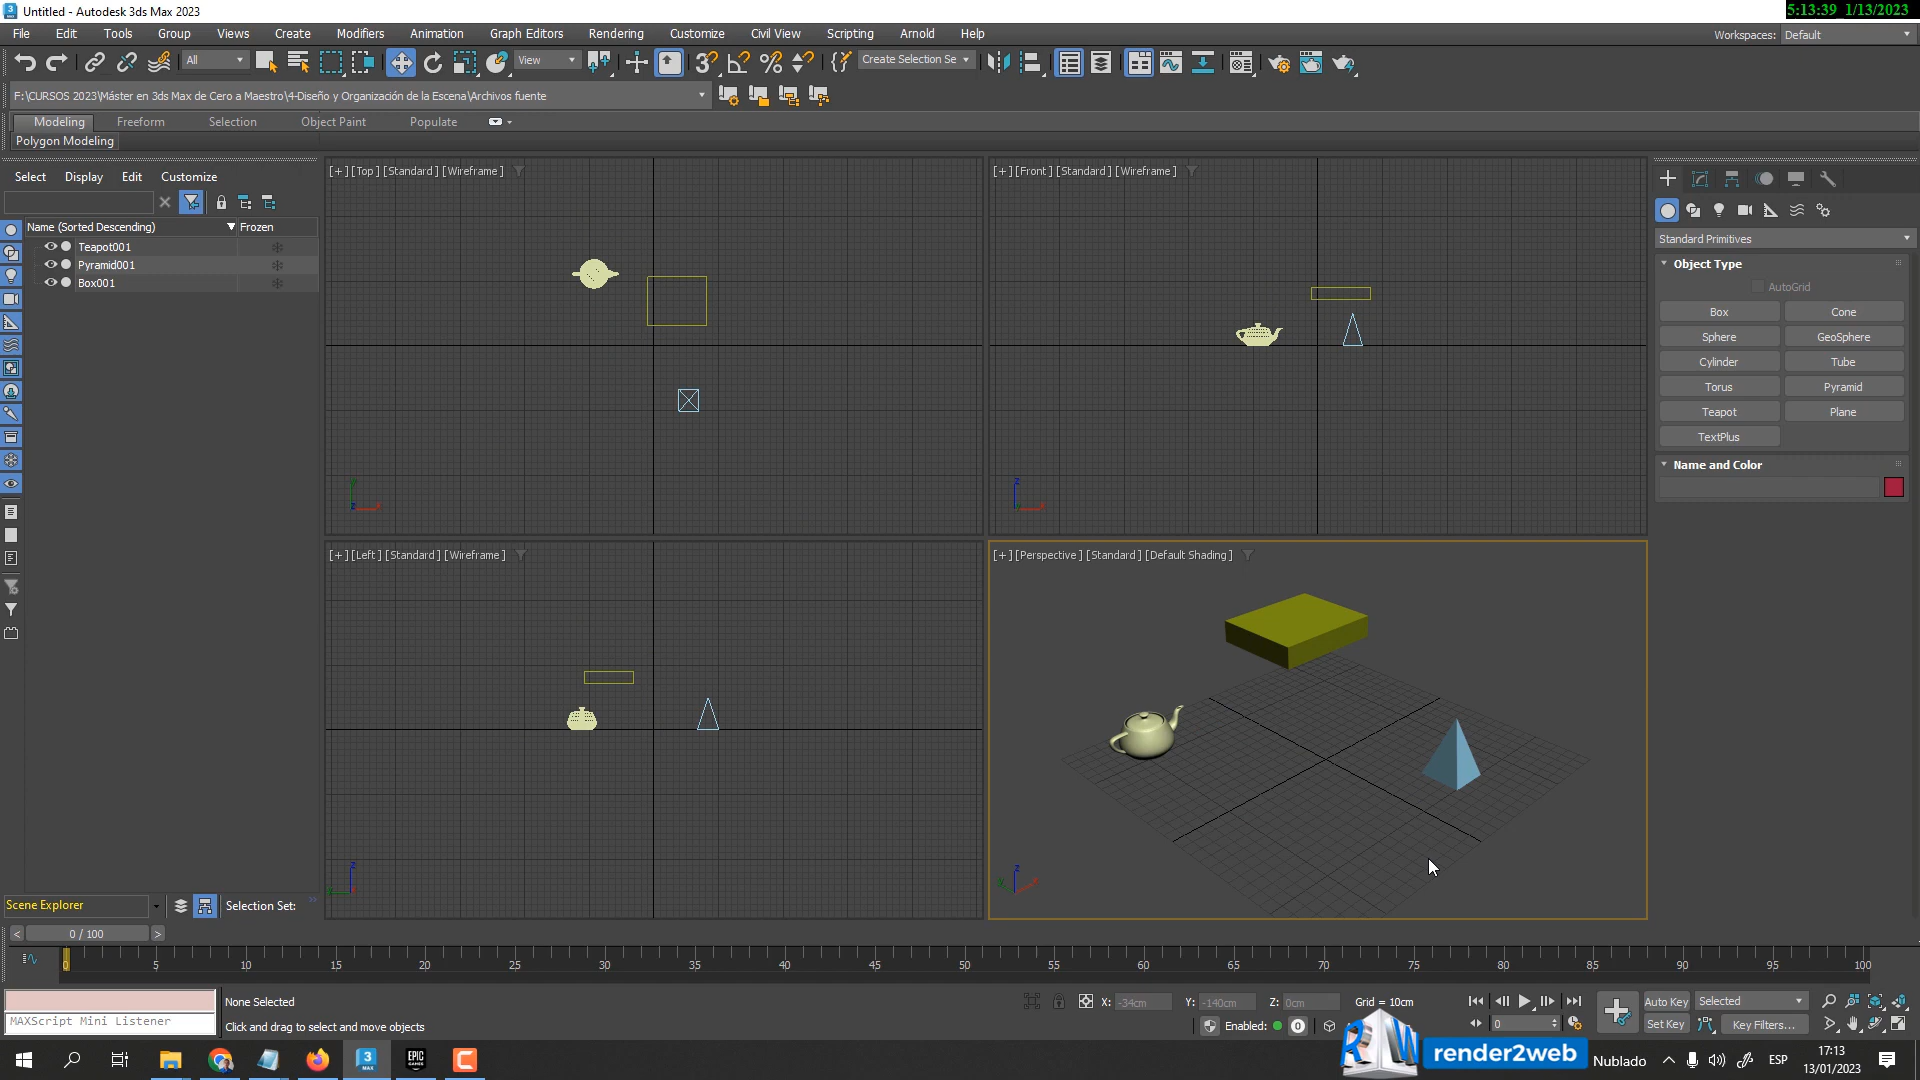 Untitled - Autodesk 3ds Max 2023
5:13:39 1/13/2023
File Edit Tools Group Views Create Modifiers Animation Graph Editors Rendering Customize Civil View Scripting Arnold Help
Workspaces: Default
All View Create Selection Se
F:\CURSOS 2023\Máster en 3ds Max de Cero a Maestro\4-Diseño y Organización de la Escena\Archivos fuente
Modeling Freeform Selection Object Paint Populate
Polygon Modeling
Select Display Edit Customize
Name (Sorted Descending) Frozen
Teapot001
Pyramid001
Box001
[+] [Top] [Standard] [Wireframe]
[+] [Front] [Standard] [Wireframe]
[+] [Left] [Standard] [Wireframe]
[+] [Perspective] [Standard] [Default Shading]
Standard Primitives
Object Type
AutoGrid
Box Cone
Sphere GeoSphere
Cylinder Tube
Torus Pyramid
Teapot Plane
TextPlus
Name and Color
Scene Explorer Selection Set:
< 0 / 100 >
0 5 10 15 20 25 30 35 40 45 50 55 60 65 70 75 80 85 90 95 100
None Selected X: -34cm Y: -140cm Z: 0cm Grid = 10cm Auto Key Selected
MAXScript Mini Listener
Click and drag to select and move objects Enabled: 0 0 Set Key Key Filters...
RW render2web
3 MAX
EPIC GAMES
Nublado ESP 17:13
13/01/2023